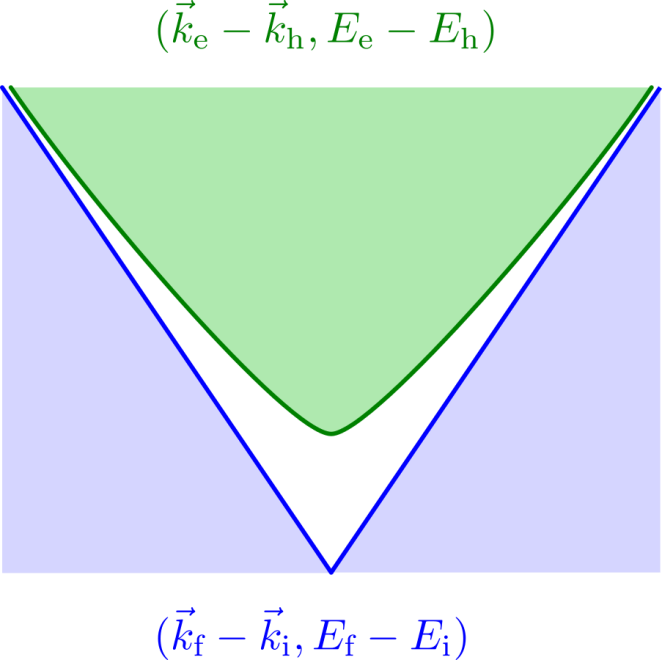 (k⃗e − k⃗h, Ee − Eh)
(k⃗f − k⃗i, Ef − Ei)